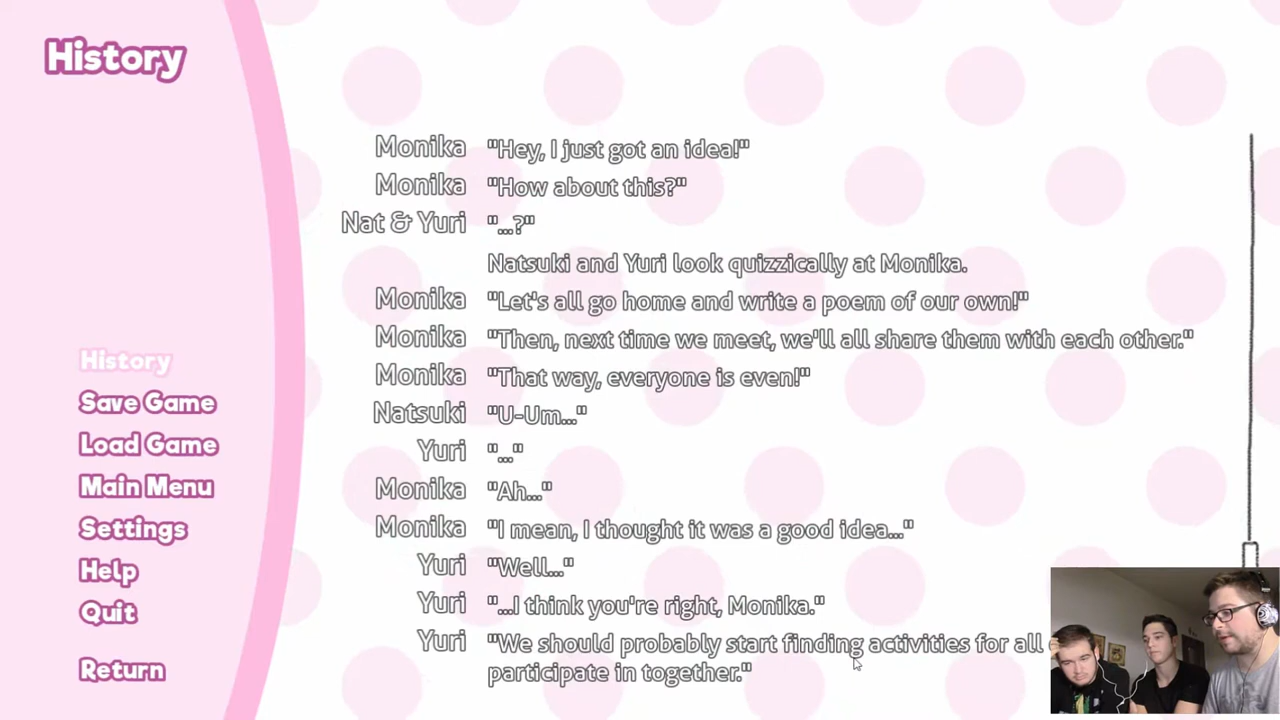 History
Monika "Hey, I just got an idea!"
Monika "How about this?"
Nat & Yuri "...?"
Natsuki and Yuri look quizzically at Monika.
Monika "Let's all go home and write a poem of our own!"
Monika "Then, next time we meet, we'll all share them with each other."
Monika "That way, everyone is even!"
Natsuki "U-Um..."
Yuri "..."
Monika "Ah..."
Monika "I mean, I thought it was a good idea..."
Yuri "Well..."
Yuri "...I think you're right, Monika."
Yuri "We should probably start finding activities for all
participate in together."
History
Save Game
Load Game
Main Menu
Settings
Help
Quit
Return